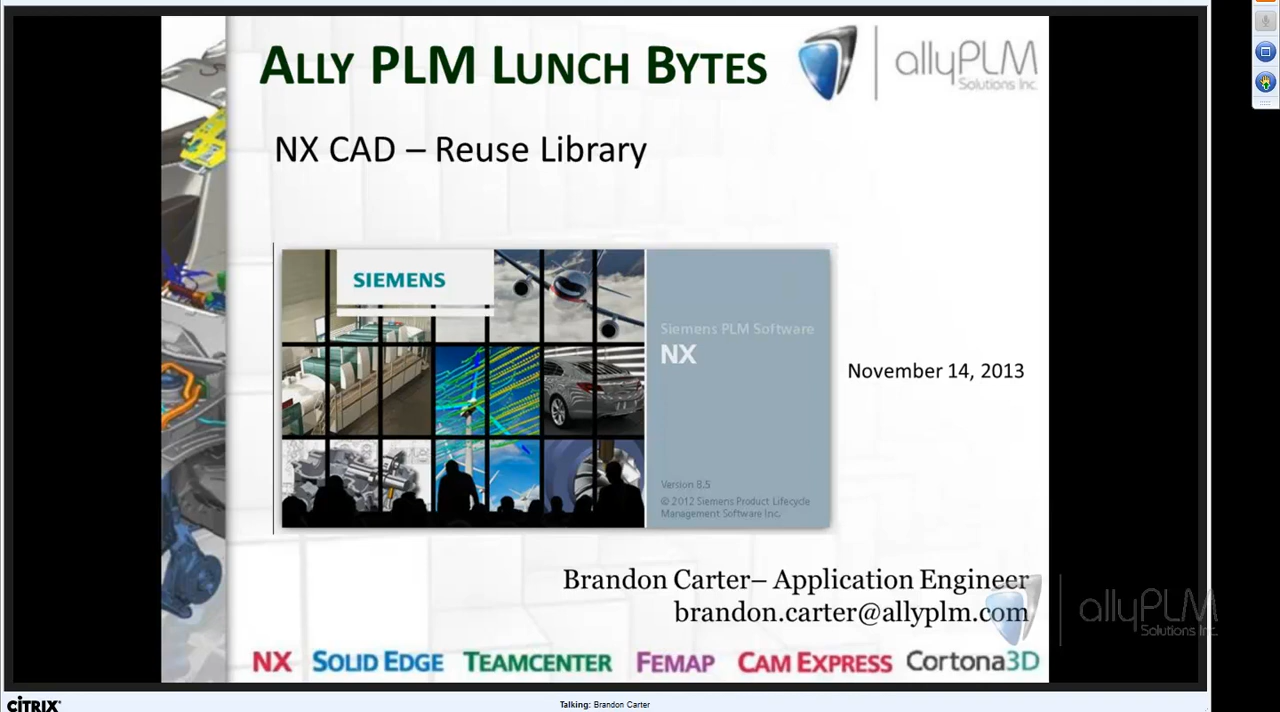 ALLY PLM LUNCH BYTES
allyPLM
Solutions Inc.
NX CAD – Reuse Library
SIEMENS
Siemens PLM Software
NX
November 14, 2013
Version 8.5
© 2012 Siemens Product Lifecycle
Management Software Inc.
Brandon Carter– Application Engineer
brandon.carter@allyplm.com
allyPLM
Solutions Inc.
NX SOLID EDGE TEAMCENTER FEMAP CAM EXPRESS Cortona3D
CITRIX
Talking: Brandon Carter